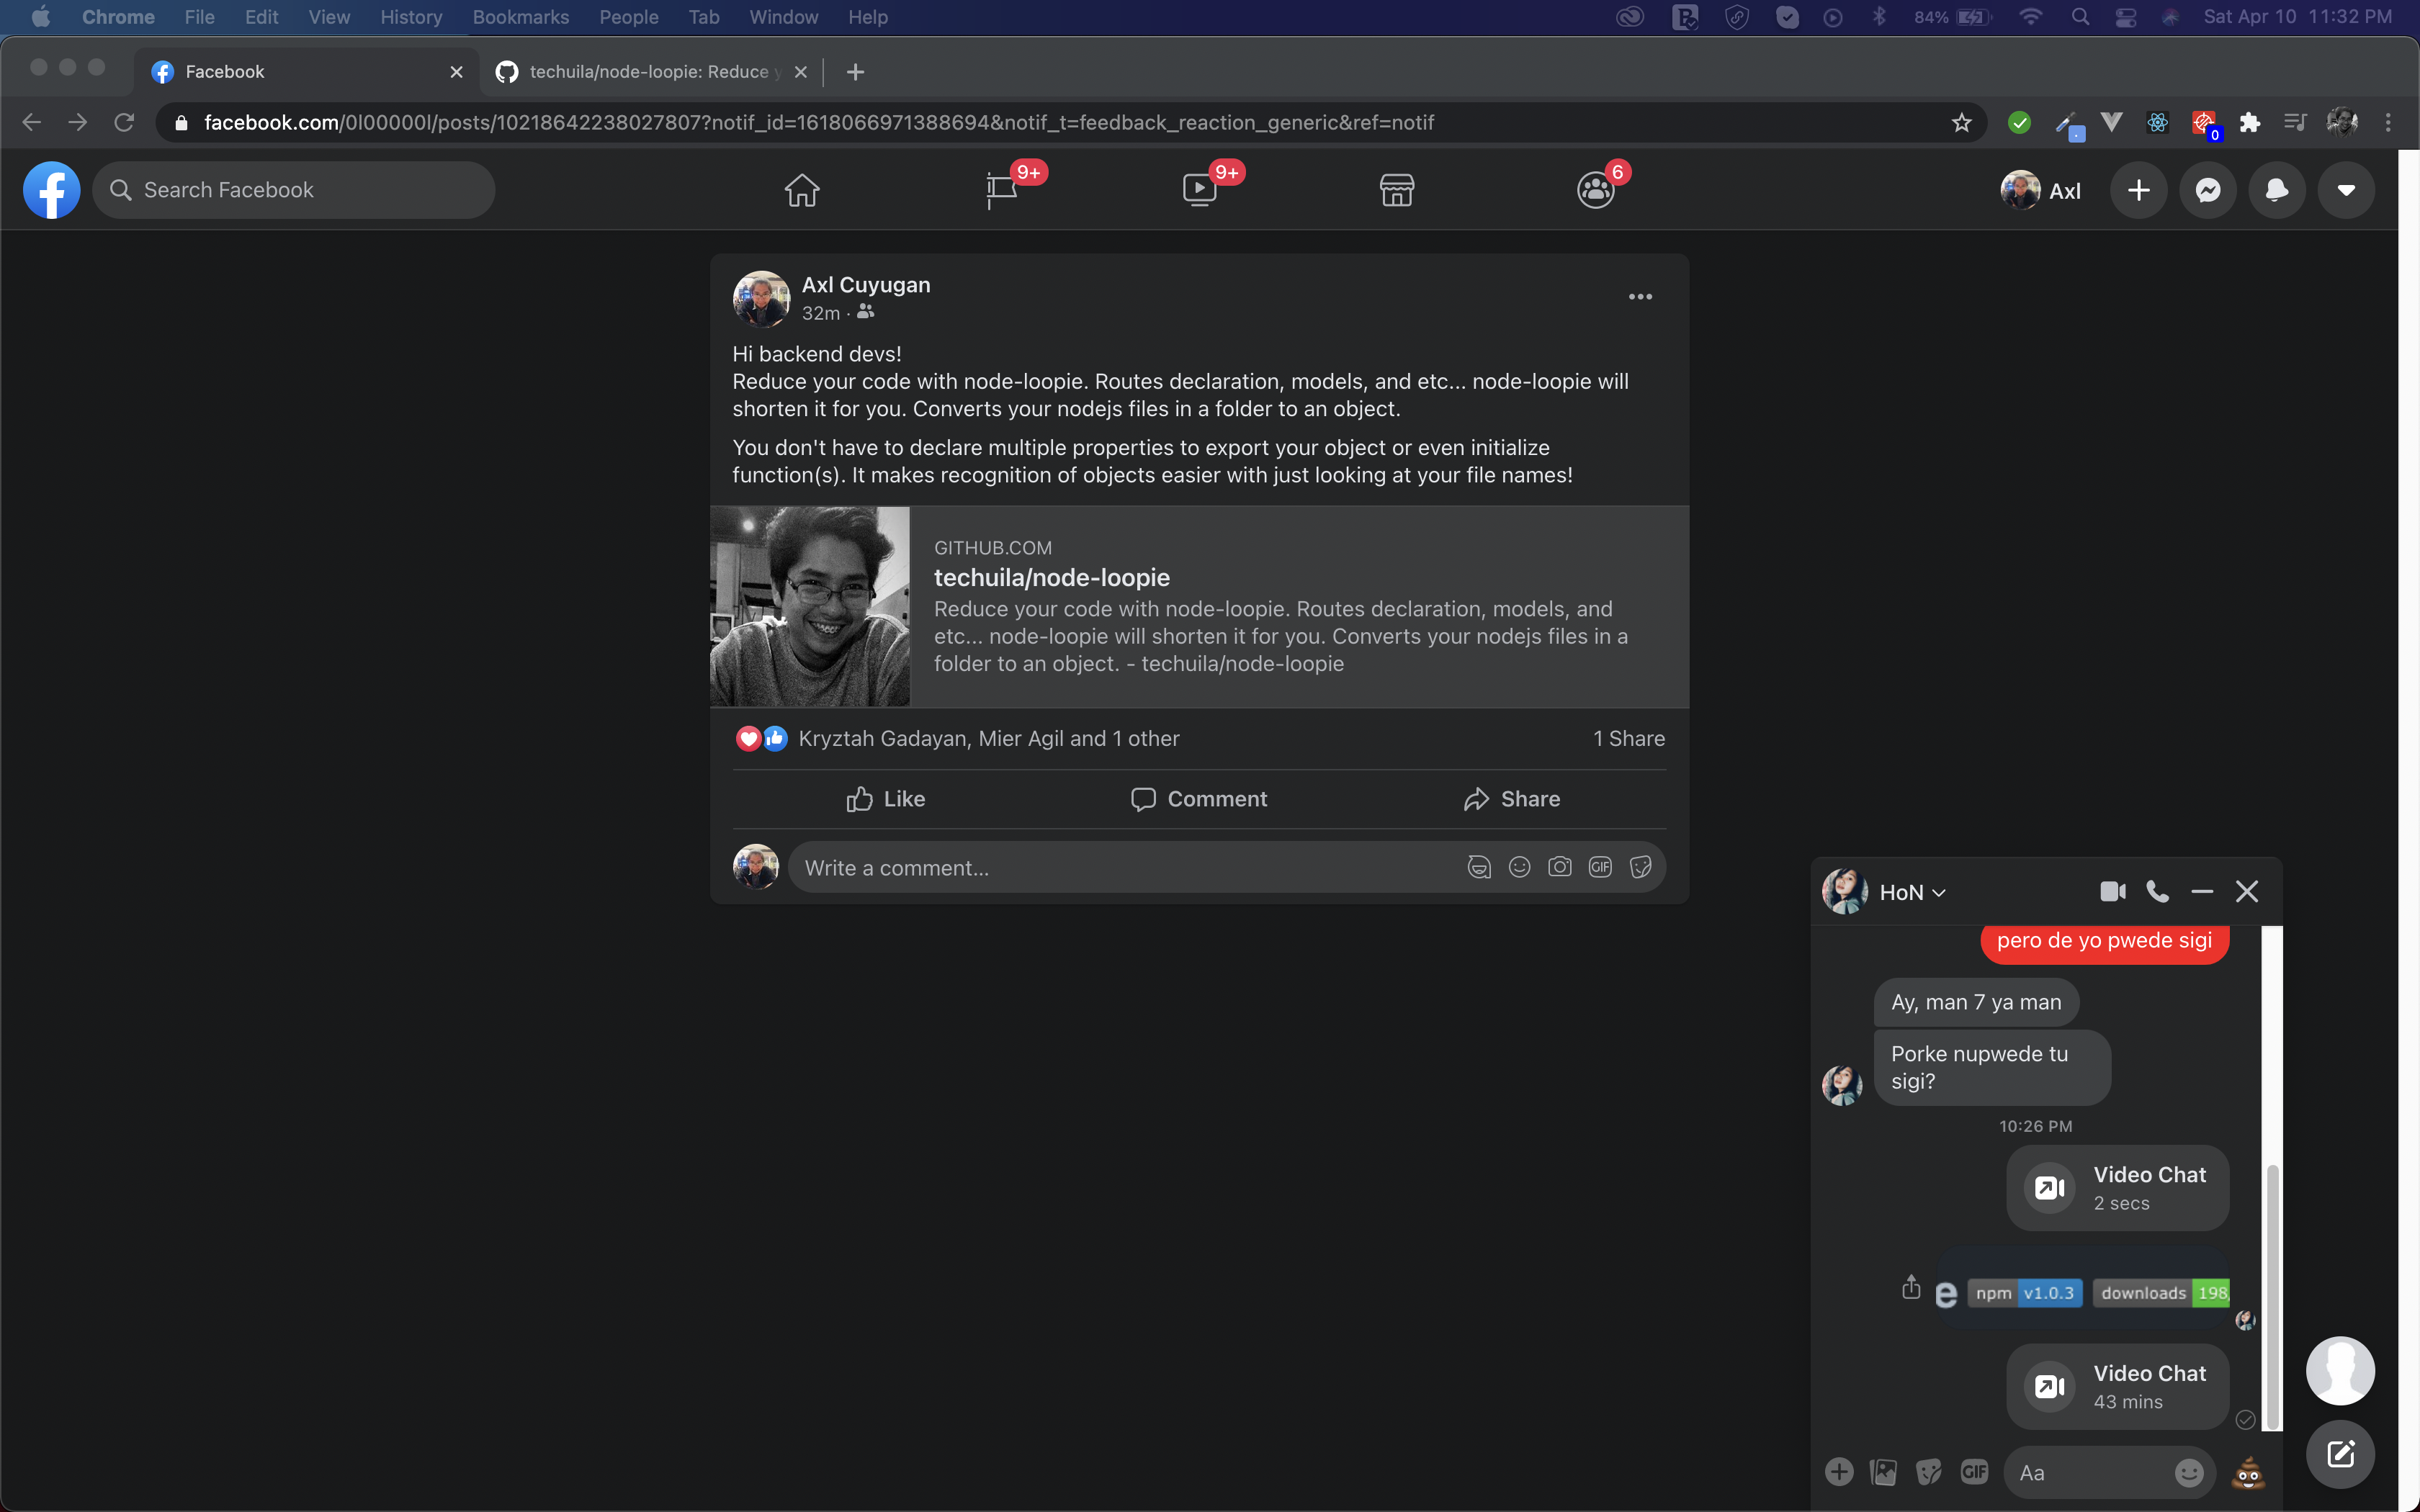 Chrome File Edit View History Bookmarks People Tab Window Help 84% Sat Apr 10 11:32 PM
Facebook techuila/node-loopie: Reduce y
facebook.com/0l00000l/posts/10218642238027807?notif_id=1618066971388694&notif_t=feedback_reaction_generic&ref=notif
0
Search Facebook 9+ 9+ 6 Axl
Axl Cuyugan
32m ·
Hi backend devs!
Reduce your code with node-loopie. Routes declaration, models, and etc... node-loopie will
shorten it for you. Converts your nodejs files in a folder to an object.
You don't have to declare multiple properties to export your object or even initialize
function(s). It makes recognition of objects easier with just looking at your file names!
GITHUB.COM
techuila/node-loopie
Reduce your code with node-loopie. Routes declaration, models, and
etc... node-loopie will shorten it for you. Converts your nodejs files in a
folder to an object. - techuila/node-loopie
Kryztah Gadayan, Mier Agil and 1 other 1 Share
Like Comment Share
Write a comment... GIF
HoN
pero de yo pwede sigi
Ay, man 7 ya man
Porke nupwede tu
sigi?
10:26 PM
Video Chat
2 secs
e npm v1.0.3 downloads 198
Video Chat
43 mins
GIF Aa